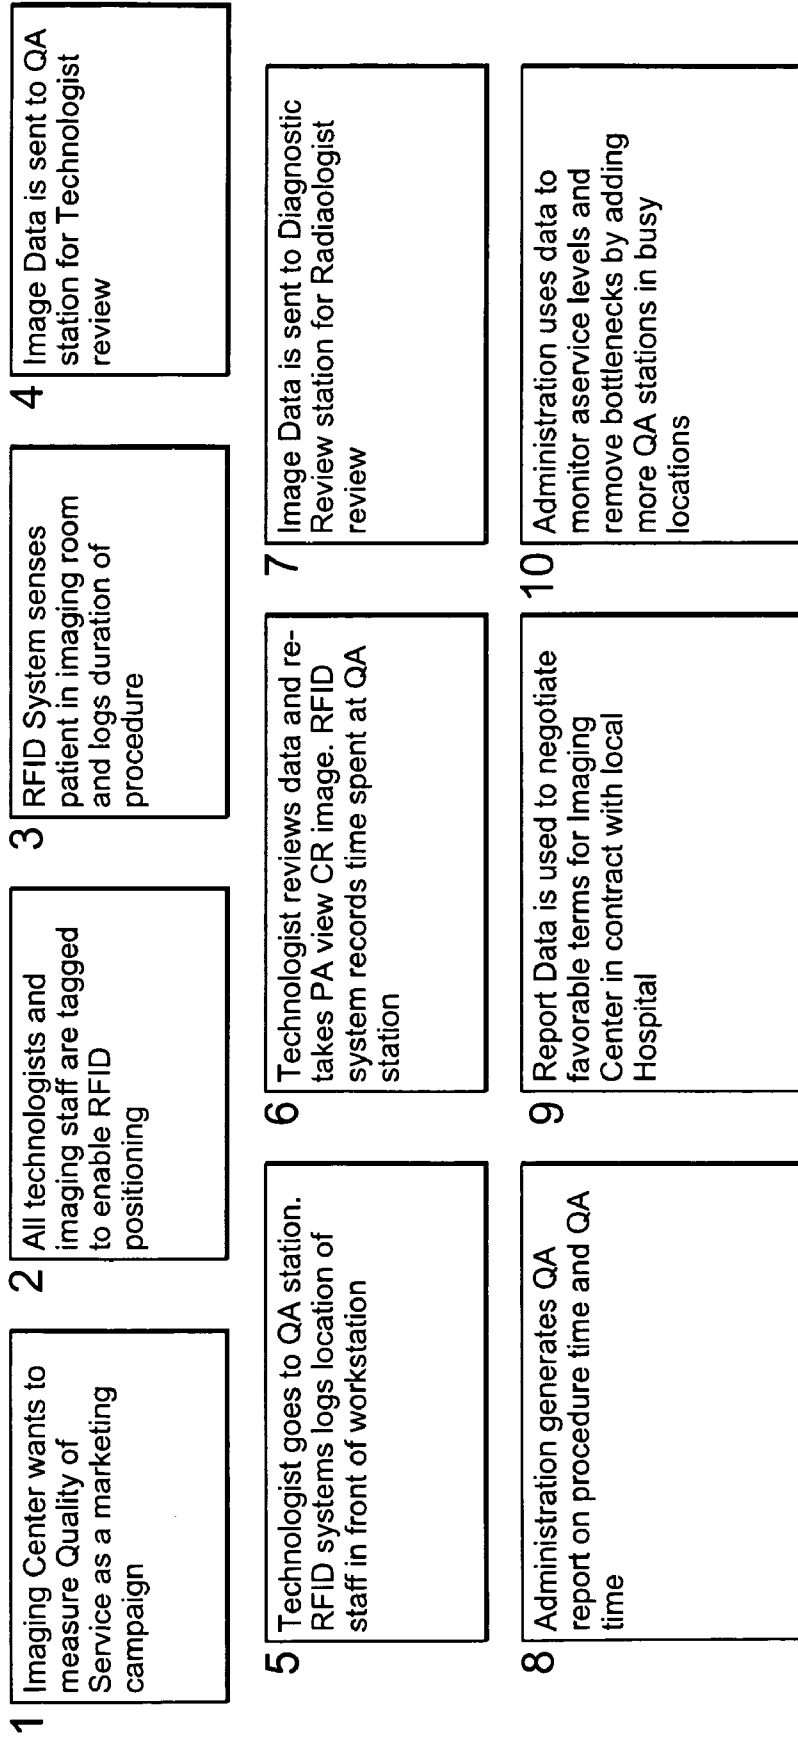 1
Imaging Center wants to
measure Quality of
Service as a marketing
campaign
2
All technologists and
imaging staff are tagged
to enable RFID
positioning
3
RFID System senses
patient in imaging room
and logs duration of
procedure
4
Image Data is sent to QA
station for Technologist
review
5
Technologist goes to QA station.
RFID systems logs location of
staff in front of workstation
6
Technologist reviews data and re-
takes PA view CR image. RFID
system records time spent at QA
station
7
Image Data is sent to Diagnostic
Review station for Radiaologist
review
8
Administration generates QA
report on procedure time and QA
time
9
Report Data is used to negotiate
favorable terms for Imaging
Center in contract with local
Hospital
10
Administration uses data to
monitor aservice levels and
remove bottlenecks by adding
more QA stations in busy
locations